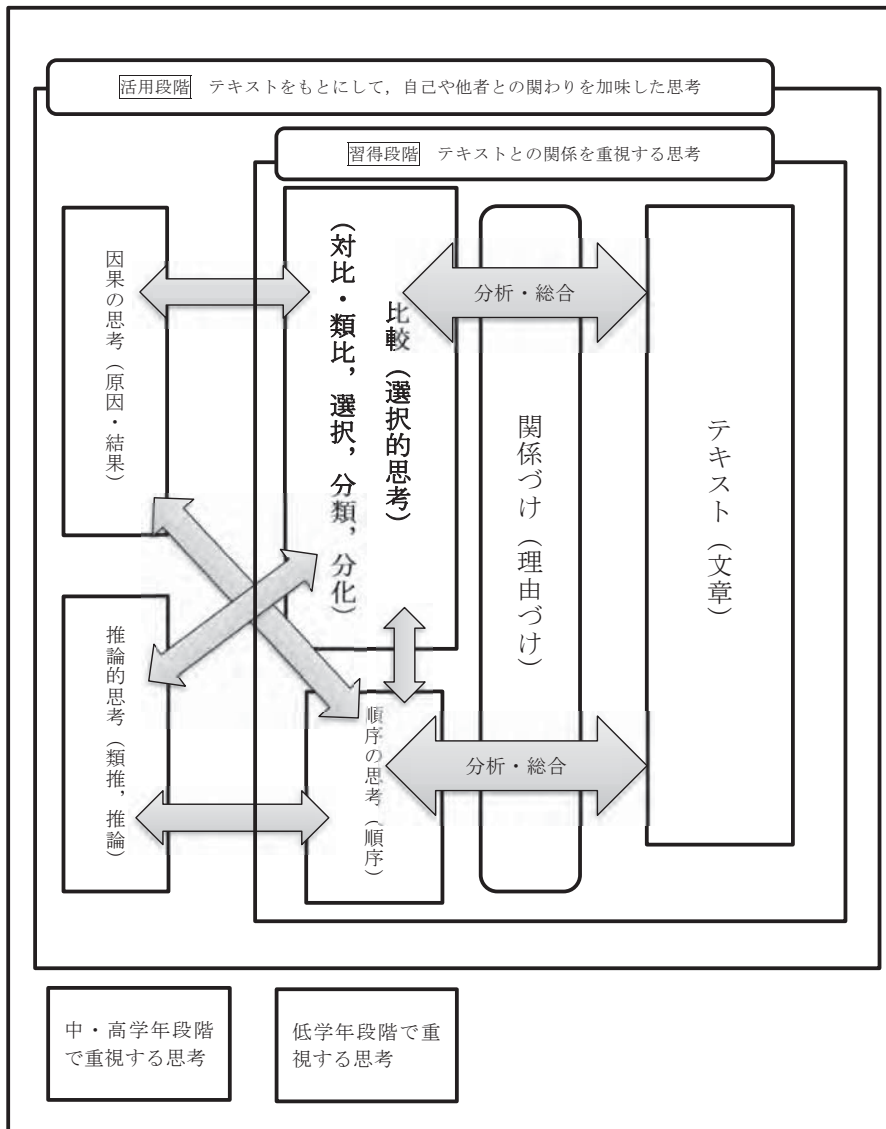 活用段階　テキストをもとにして，自己や他者との関わりを加味した思考
習得段階　テキストとの関係を重視する思考
テキスト（文章）
関係づけ（理由づけ）
分析・総合
分析・総合
比較（選択的思考）
（対比・類比，選択，分類，分化）
順序の思考（順序）
因果の思考（原因・結果）
推論的思考（類推，推論）
中・高学年段階
で重視する思考
低学年段階で重
視する思考